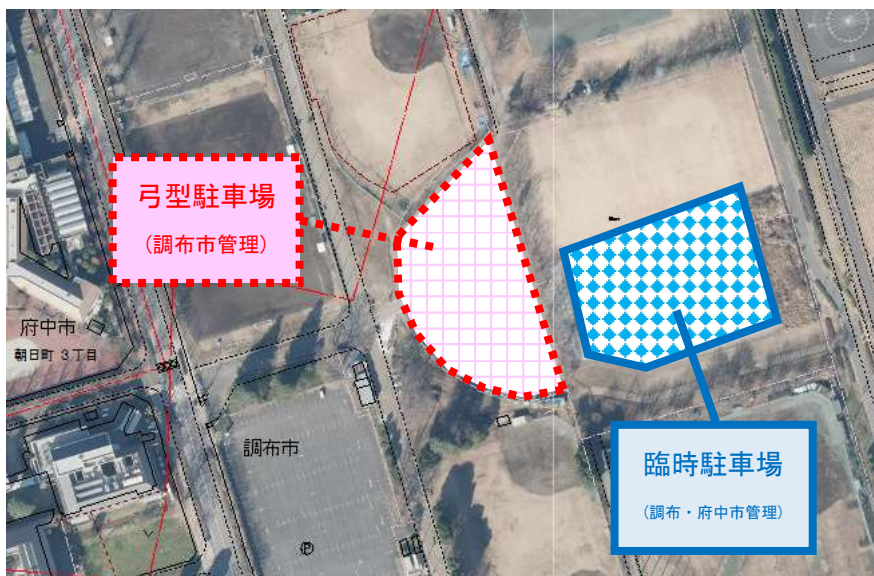 弓型駐車場
(調布市管理)
府中市
朝日町 3丁目
調布市
臨時駐車場
(調布・府中市管理)
P